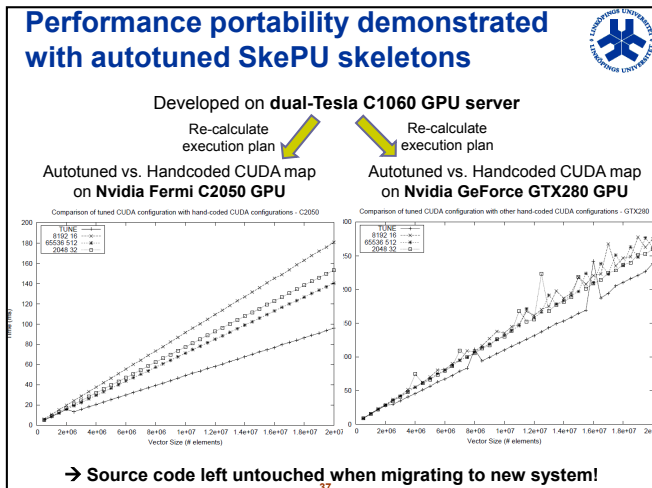 Performance portability demonstrated
with autotuned SkePU skeletons
LINKÖPINGS UNIVERSITET
Developed on dual-Tesla C1060 GPU server
Re-calculate
execution plan
Re-calculate
execution plan
Autotuned vs. Handcoded CUDA map
on Nvidia Fermi C2050 GPU
Autotuned vs. Handcoded CUDA map
on Nvidia GeForce GTX280 GPU
Comparison of tuned CUDA configuration with hand-coded CUDA configurations - C2050
200
180
160
140
120
100
80
60
40
20
0
Time (ms)
TUNE
8192 16
65536 512
2048 32
2e+06 4e+06 6e+06 8e+06 1e+07 1.2e+07 1.4e+07 1.6e+07 1.8e+07 2e+07
Vector Size (# elements)
Comparison of tuned CUDA configuration with other hand-coded CUDA configurations - GTX280
TUNE
8192 16
65536 512
2048 32
2e+06 4e+06 6e+06 8e+06 1e+07 1.2e+07 1.4e+07 1.6e+07 1.8e+07
Vector Size (# elements)
→ Source code left untouched when migrating to new system!
37